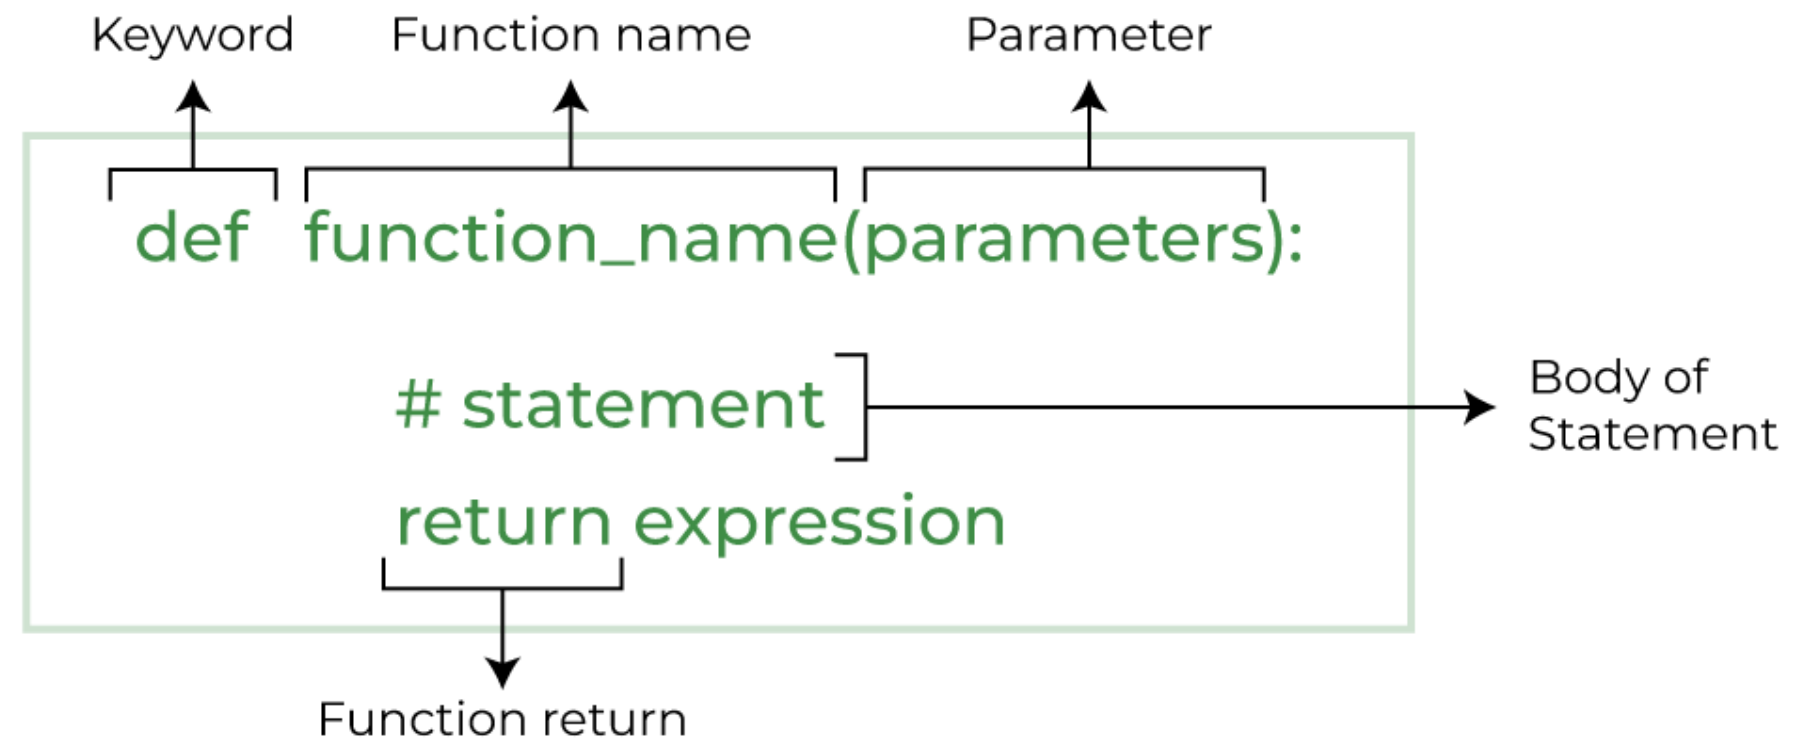 Keyword Function name Parameter
def function_name(parameters):
# statement
Body of
Statement
return expression
Function return